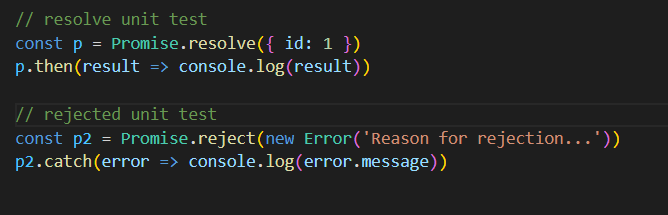 // resolve unit test
const p = Promise.resolve({ id: 1 })
p.then(result => console.log(result))
// rejected unit test
const p2 = Promise.reject(new Error('Reason for rejection...'))
p2.catch(error => console.log(error.message))